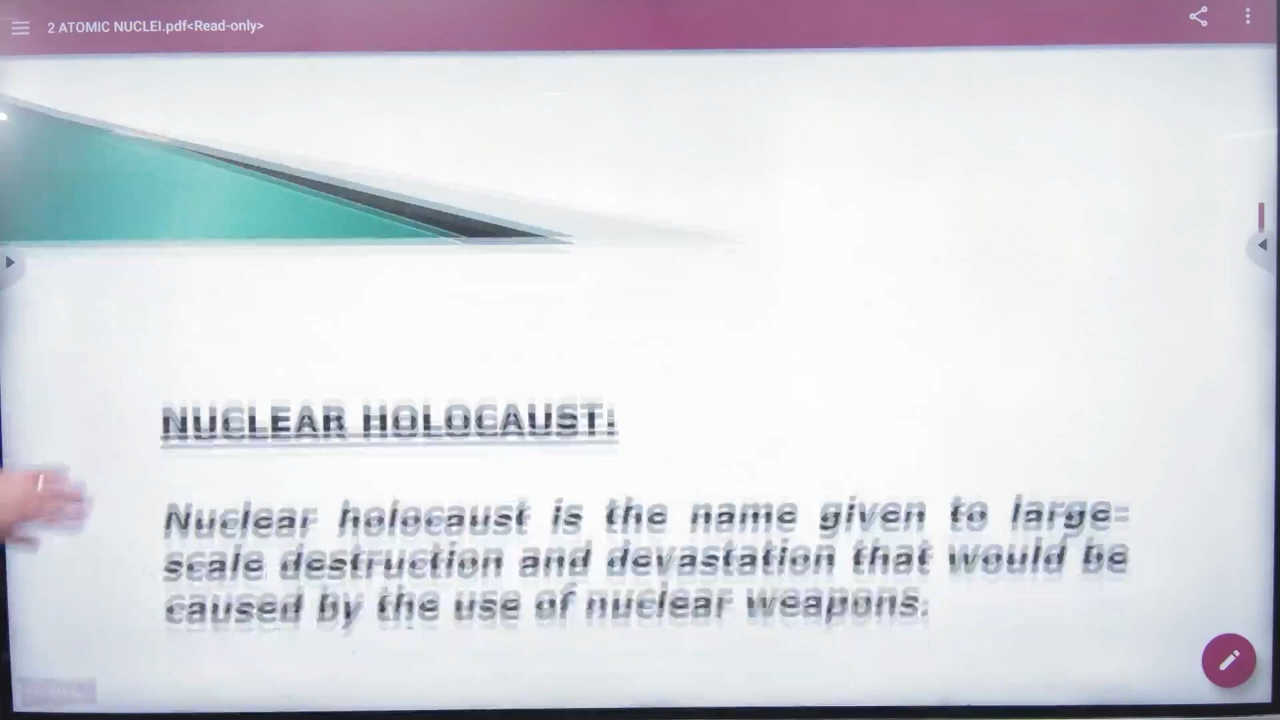 2 ATOMIC NUCLEI.pdf<Read-only>
NUCLEAR HOLOCAUST:
Nuclear holocaust is the name given to large-
scale destruction and devastation that would be
caused by the use of nuclear weapons.